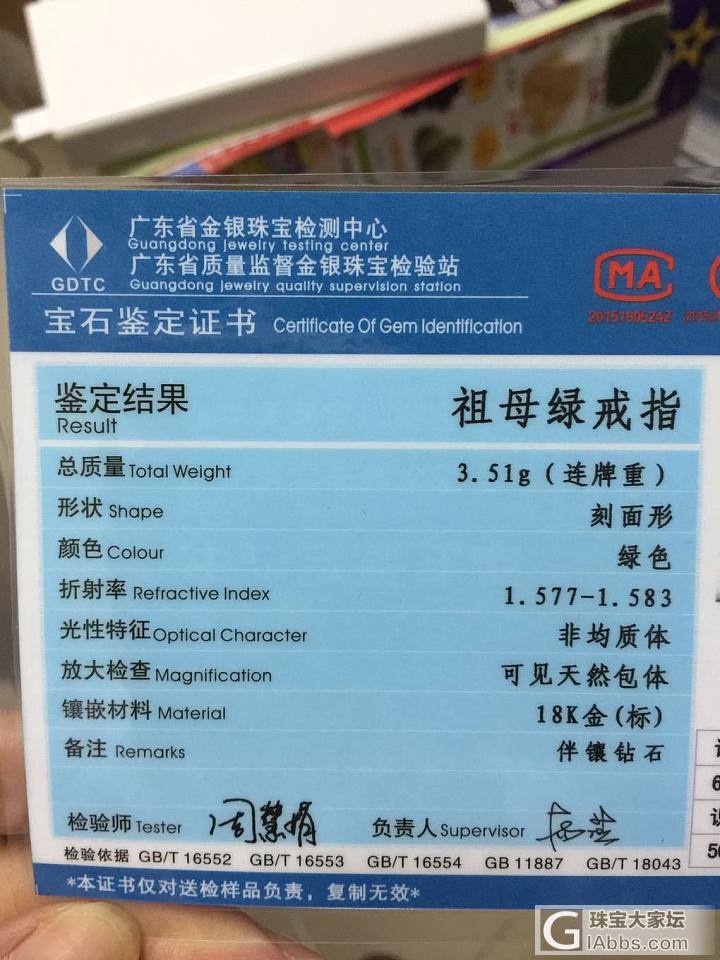 广东省金银珠宝检测中心
Guangdong jewelry testing center
广东省质量监督金银珠宝检验站
Guangdong jewelry quality supervision station
GDTC
MA
2015190524Z
宝石鉴定证书 Certificate Of Gem Identification
鉴定结果 祖母绿戒指
Result
总质量 Total Weight 3.51g(连牌重)
形状 Shape 刻面形
颜色 Colour 绿色
折射率 Refractive Index 1.577-1.583
光性特征 Optical Character 非均质体
放大检查 Magnification 可见天然包体
镶嵌材料 Material 18K金(标)
备注 Remarks 伴镶钻石
检验师 Tester 周慧娟 负责人 Supervisor
检验依据 GB/T 16552 GB/T 16553 GB/T 16554 GB 11887 GB/T 18043
*本证书仅对送检样品负责,复制无效*
G 珠宝大家坛
lAbbs.com